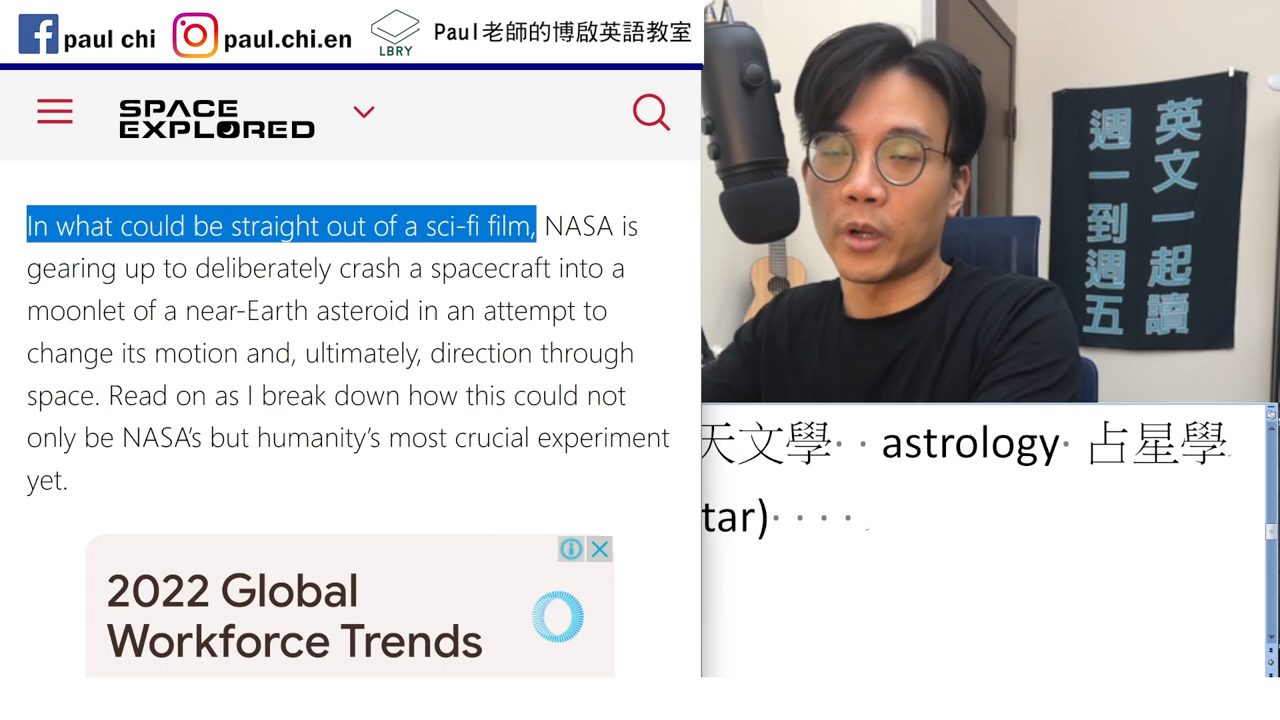 paul chi
paul.chi.en
LBRY
Paul老師的博啟英語教室
SPACE
EXPLORED
In what could be straight out of a sci-fi film, NASA is
gearing up to deliberately crash a spacecraft into a
moonlet of a near-Earth asteroid in an attempt to
change its motion and, ultimately, direction through
space. Read on as I break down how this could not
only be NASA's but humanity's most crucial experiment
yet.
2022 Global
Workforce Trends
英文一起讀
週一到週五
天文學 astrology 占星學
tar)